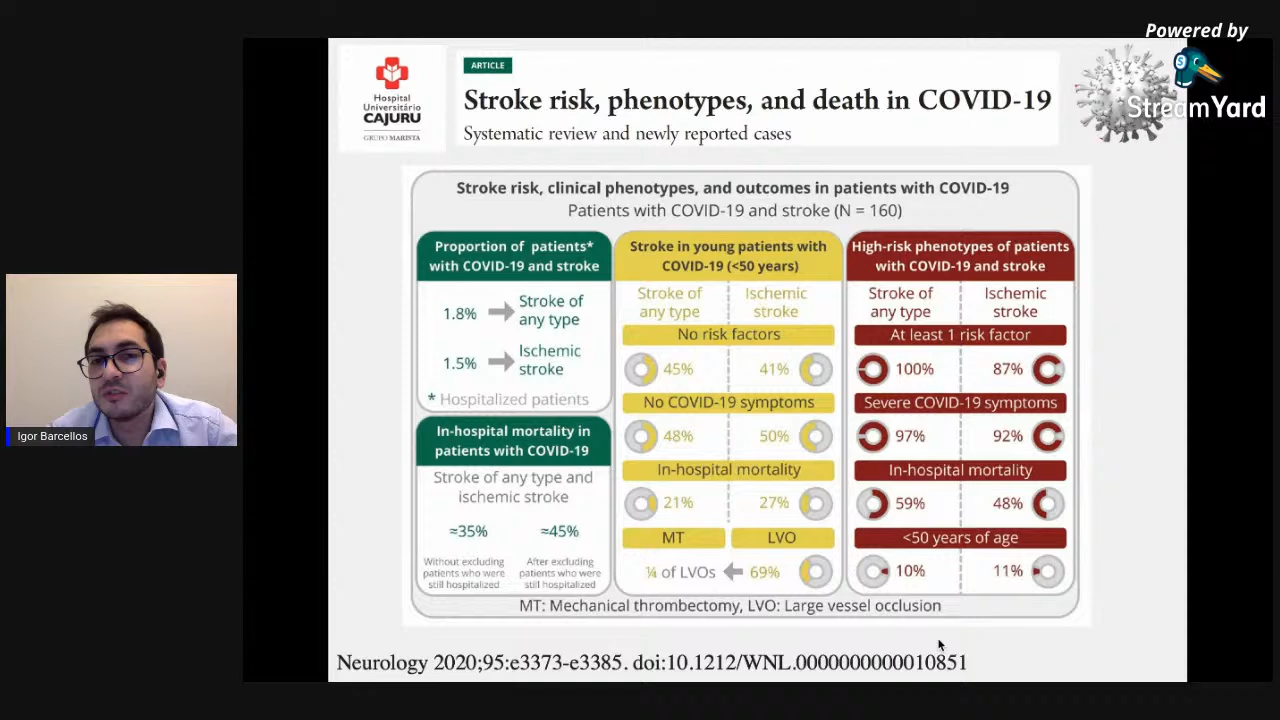 Powered by
StreamYard
Hospital
Universitário
CAJURU
GRUPO MARISTA
ARTICLE
Stroke risk, phenotypes, and death in COVID-19
Systematic review and newly reported cases
Stroke risk, clinical phenotypes, and outcomes in patients with COVID-19
Patients with COVID-19 and stroke (N = 160)
Proportion of patients*
with COVID-19 and stroke
1.8%
Stroke of
any type
1.5%
Ischemic
stroke
* Hospitalized patients
In-hospital mortality in
patients with COVID-19
Stroke of any type and
ischemic stroke
≈35%
≈45%
Without excluding
patients who were
still hospitalized
After excluding
patients who were
still hospitalized
Stroke in young patients with
COVID-19 (<50 years)
Stroke of
any type
Ischemic
stroke
No risk factors
45%
41%
No COVID-19 symptoms
48%
50%
In-hospital mortality
21%
27%
MT
LVO
¼ of LVOs
69%
High-risk phenotypes of patients
with COVID-19 and stroke
Stroke of
any type
Ischemic
stroke
At least 1 risk factor
100%
87%
Severe COVID-19 symptoms
97%
92%
In-hospital mortality
59%
48%
<50 years of age
10%
11%
MT: Mechanical thrombectomy, LVO: Large vessel occlusion
Neurology 2020;95:e3373-e3385. doi:10.1212/WNL.0000000000010851
Igor Barcellos